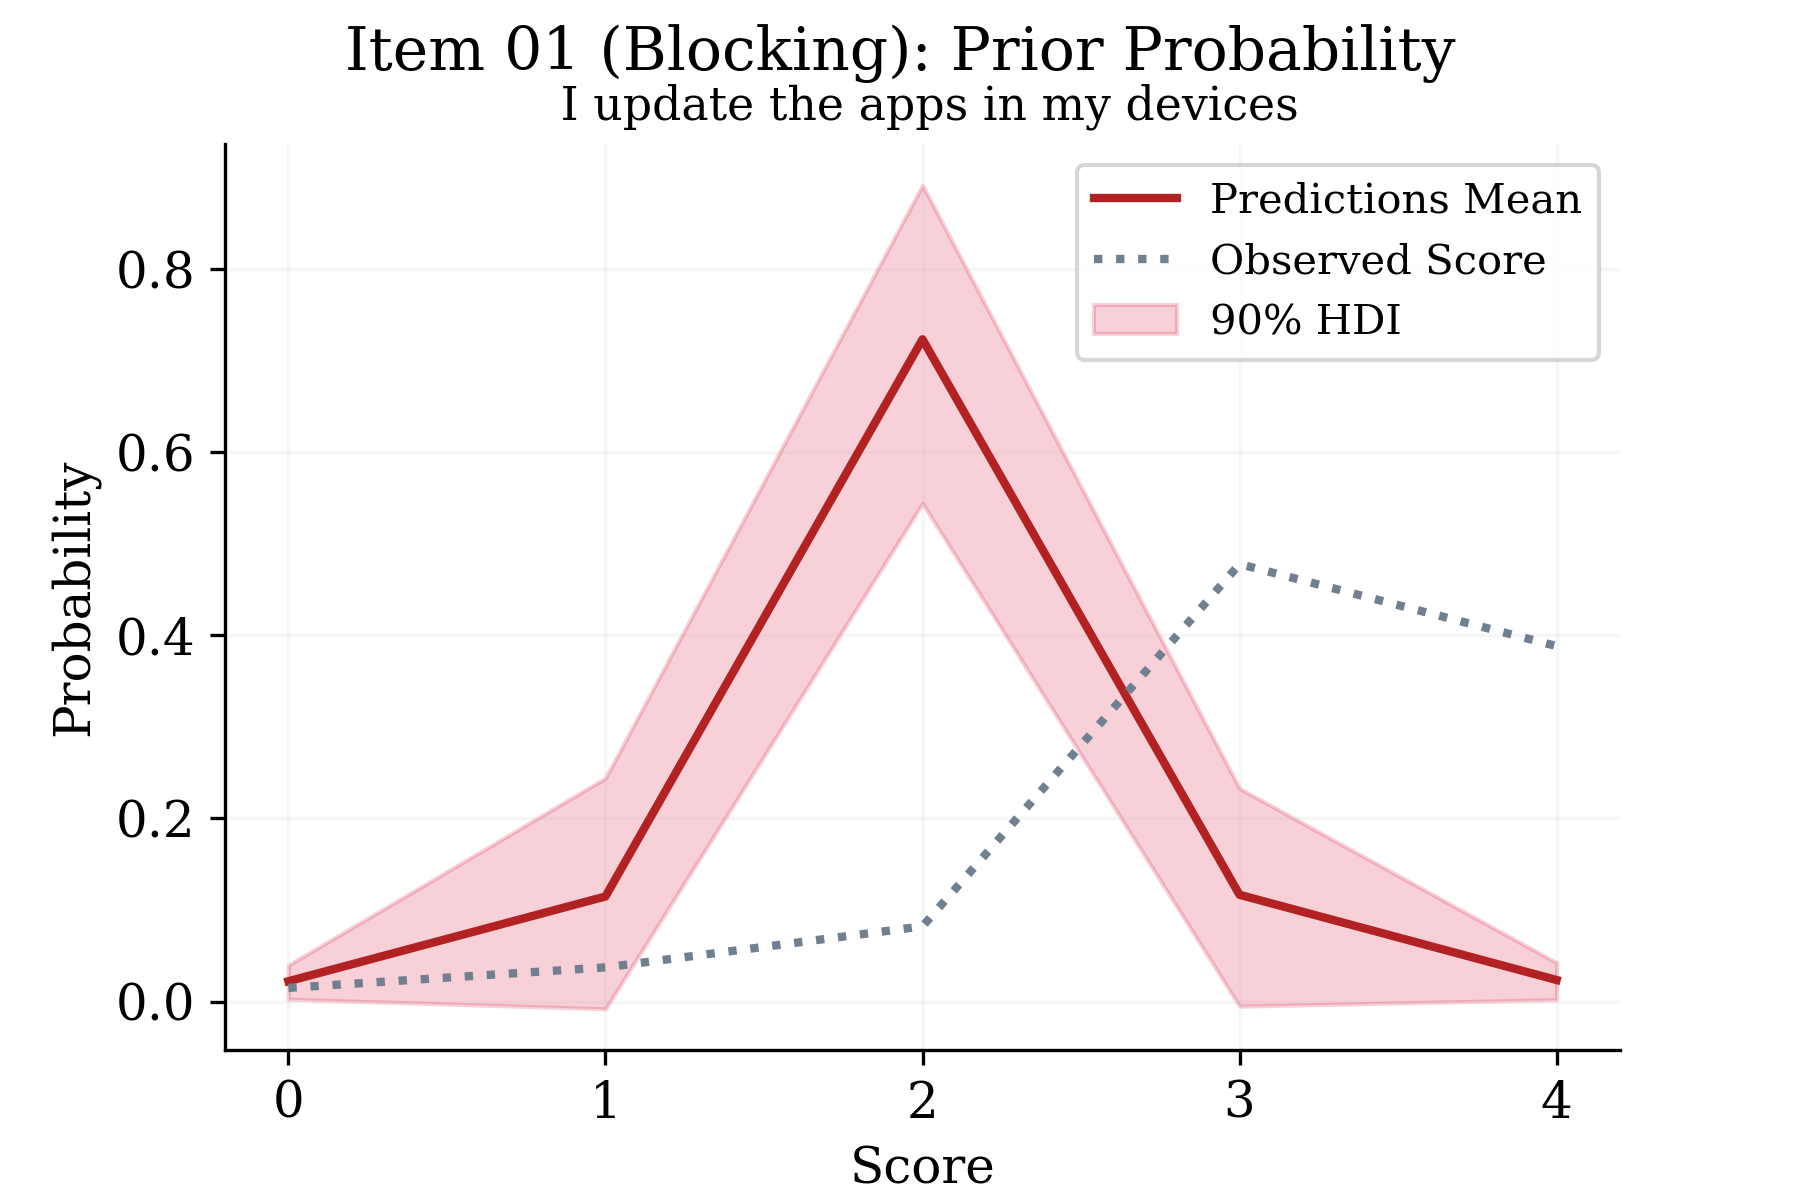 Item 01 (Blocking): Prior Probability
I update the apps in my devices
Predictions Mean
Observed Score
90% HDI
Probability
0.8
0.6
0.4
0.2
0.0
0 1 2 3 4
Score